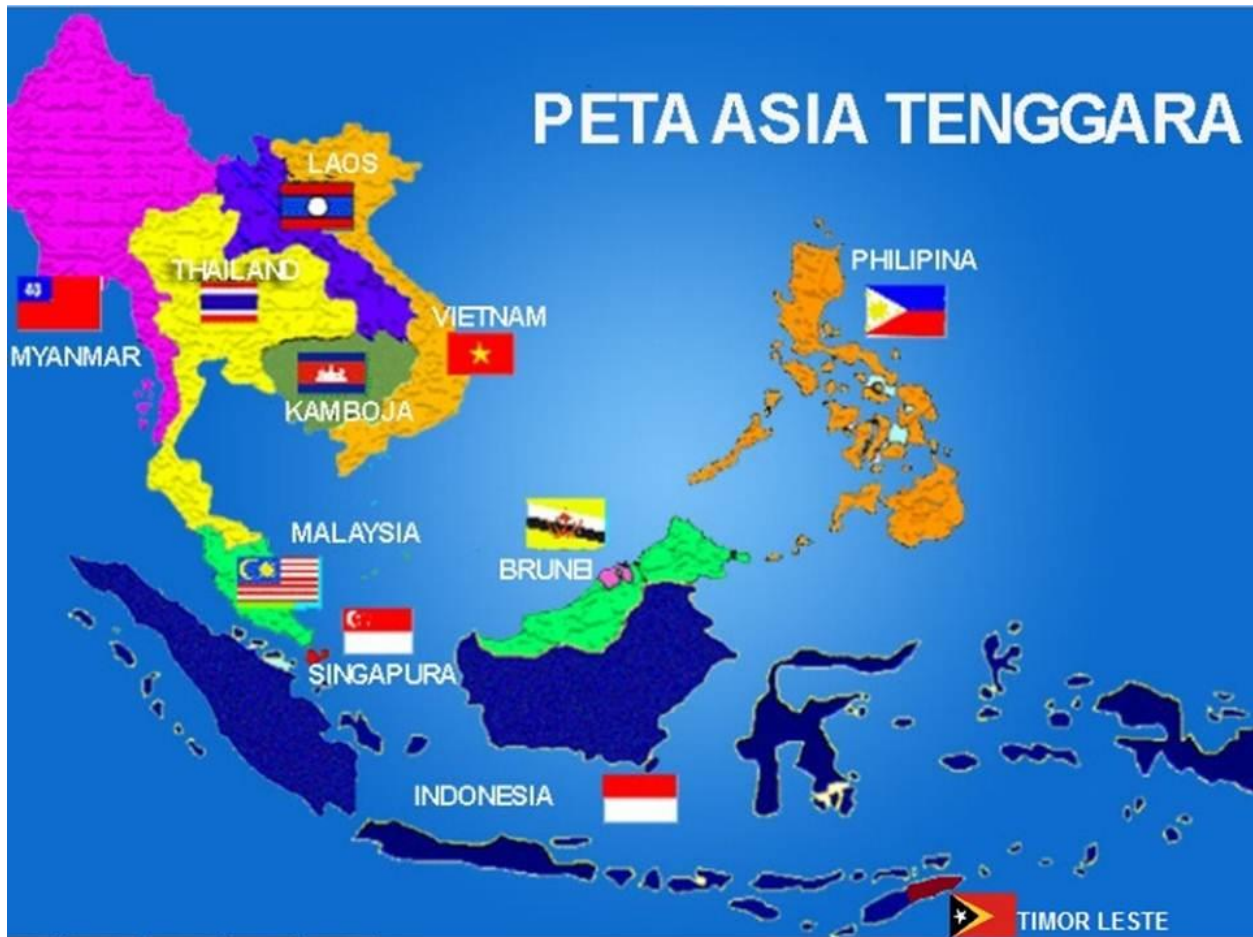 PETA ASIA TENGGARA
LAOS
THAILAND
PHILIPINA
VIETNAM
MYANMAR
KAMBOJA
MALAYSIA
BRUNEI
SINGAPURA
INDONESIA
TIMOR LESTE